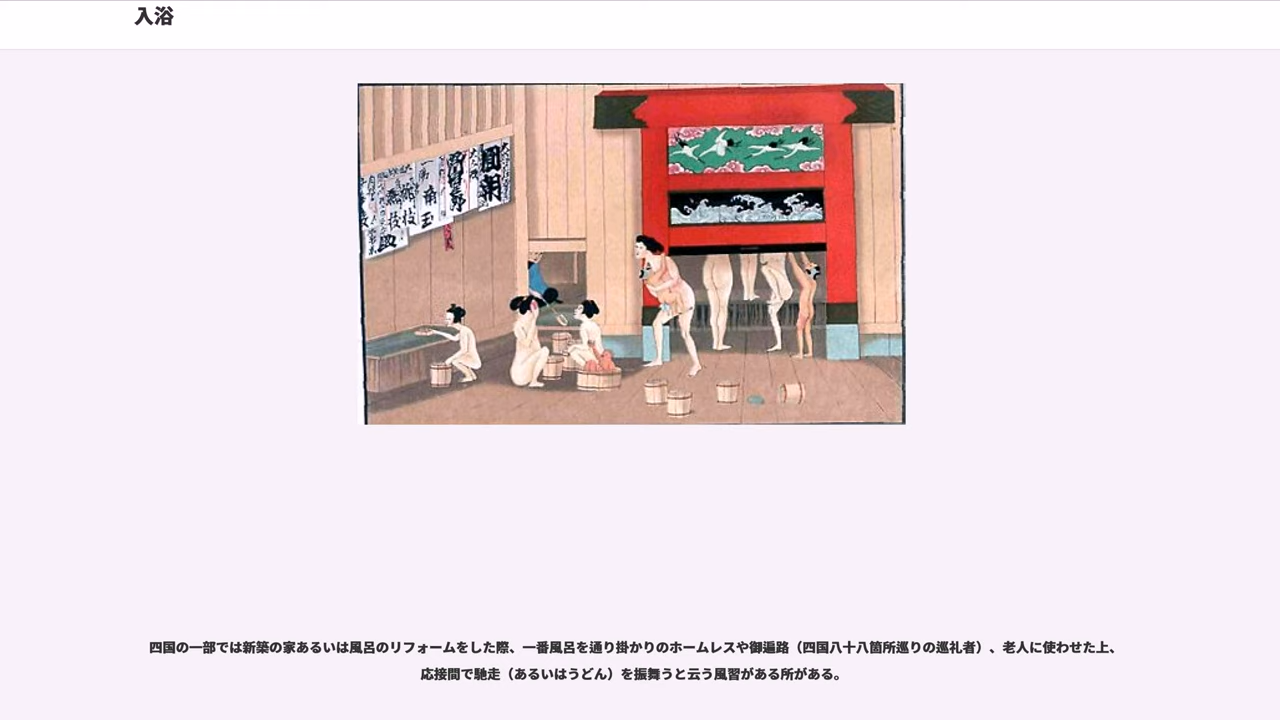 入浴
圓朝
四国の一部では新築の家あるいは風呂のリフォームをした際、一番風呂を通り掛かりのホームレスや御遍路（四国八十八箇所巡りの巡礼者）、老人に使わせた上、
応接間で馳走（あるいはうどん）を振舞うと云う風習がある所がある。